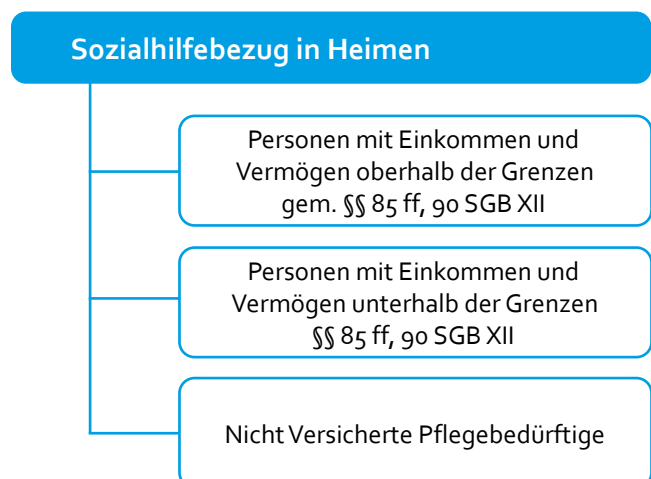 Sozialhilfebezug in Heimen
Personen mit Einkommen und
Vermögen oberhalb der Grenzen
gem. §§ 85 ff, 90 SGB XII
Personen mit Einkommen und
Vermögen unterhalb der Grenzen
§§ 85 ff, 90 SGB XII
Nicht Versicherte Pflegebedürftige